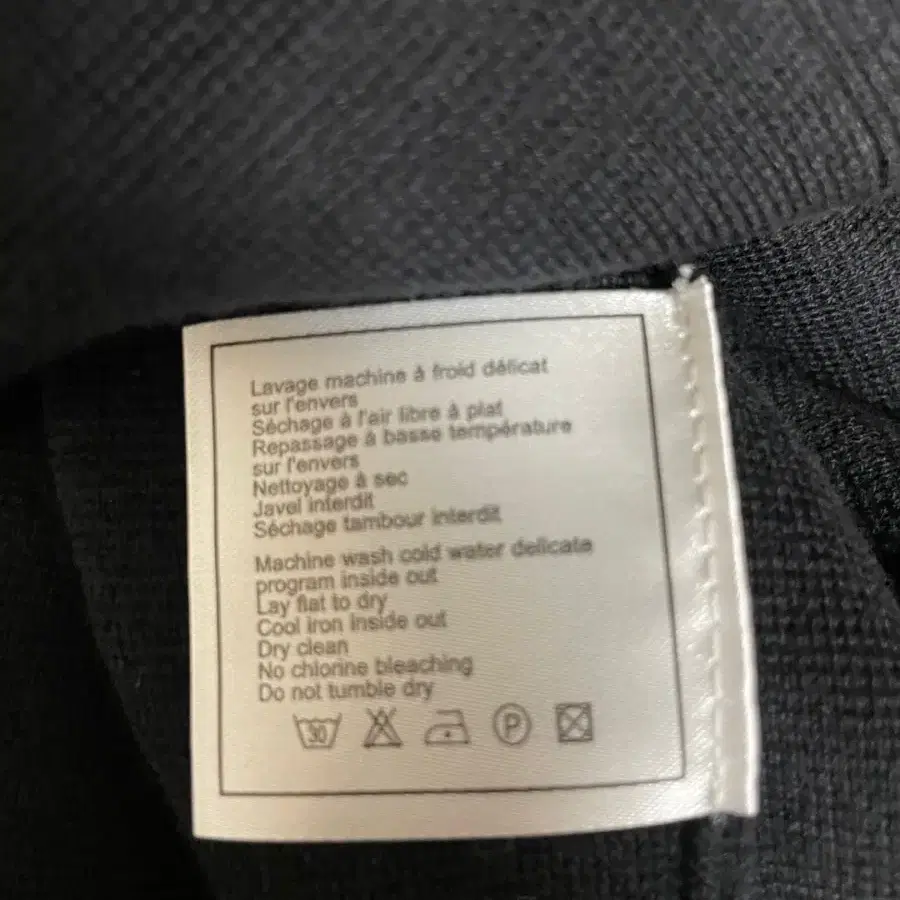 Lavage machine à froid délicat
sur l'envers
Séchage à l'air libre à plat
Repassage à basse température
sur l'envers
Nettoyage à sec
Javel interdit
Séchage tambour interdit
Machine wash cold water delicate
program inside out
Lay flat to dry
Cool iron inside out
Dry clean
No chlorine bleaching
Do not tumble dry
30 P